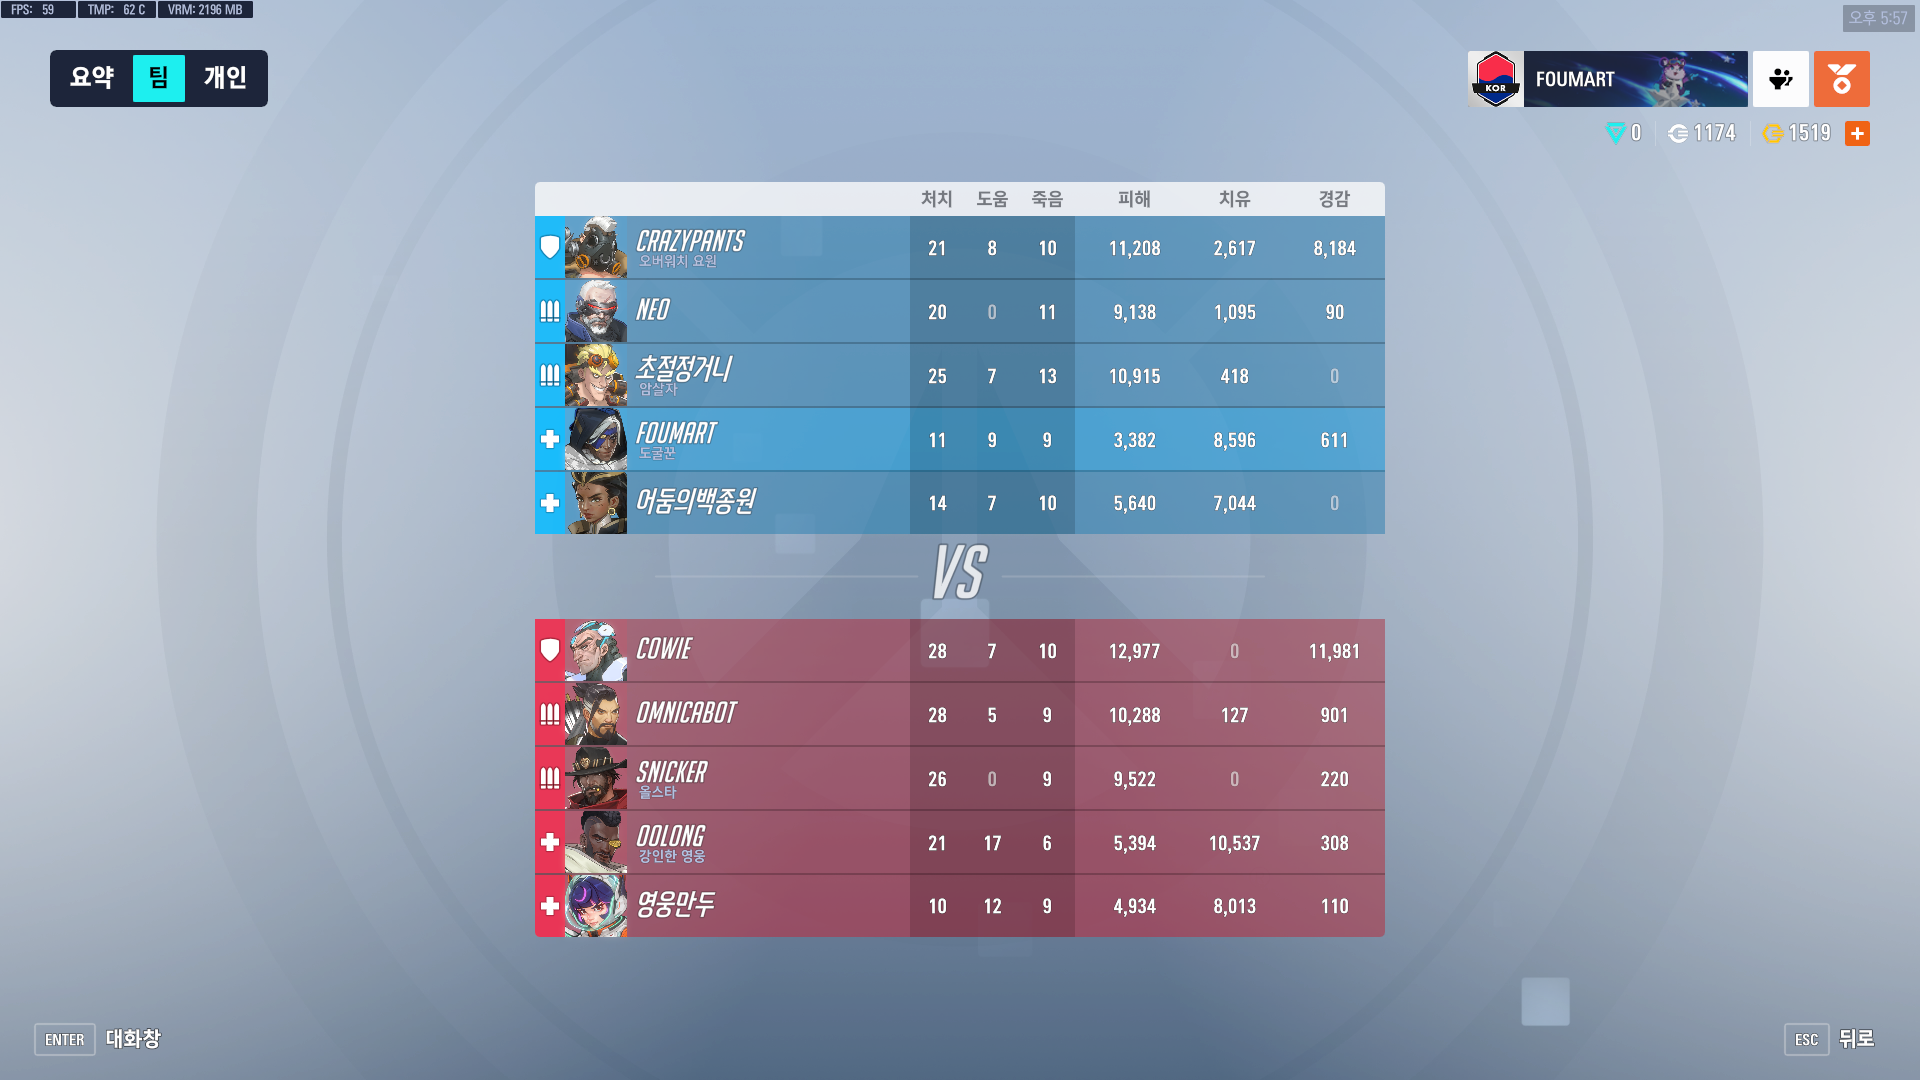 FPS: 59 TMP: 62 C VRM: 2196 MB
오후 5:57
요약 팀 개인
KOR FOUMART
0 1174 1519
처치 도움 죽음 피해 치유 경감
CRAZYPANTS 21 8 10 11,208 2,617 8,184
오버워치 요원
NEO 20 0 11 9,138 1,095 90
초절정거니 25 7 13 10,915 418 0
암살자
FOUMART 11 9 9 3,382 8,596 611
도굴꾼
어둠의백종원 14 7 10 5,640 7,044 0
VS
COWIE 28 7 10 12,977 0 11,981
OMNICABOT 28 5 9 10,288 127 901
SNICKER 26 0 9 9,522 0 220
올스타
OOLONG 21 17 6 5,394 10,537 308
강인한 영웅
영웅만두 10 12 9 4,934 8,013 110
ENTER 대화창
ESC 뒤로